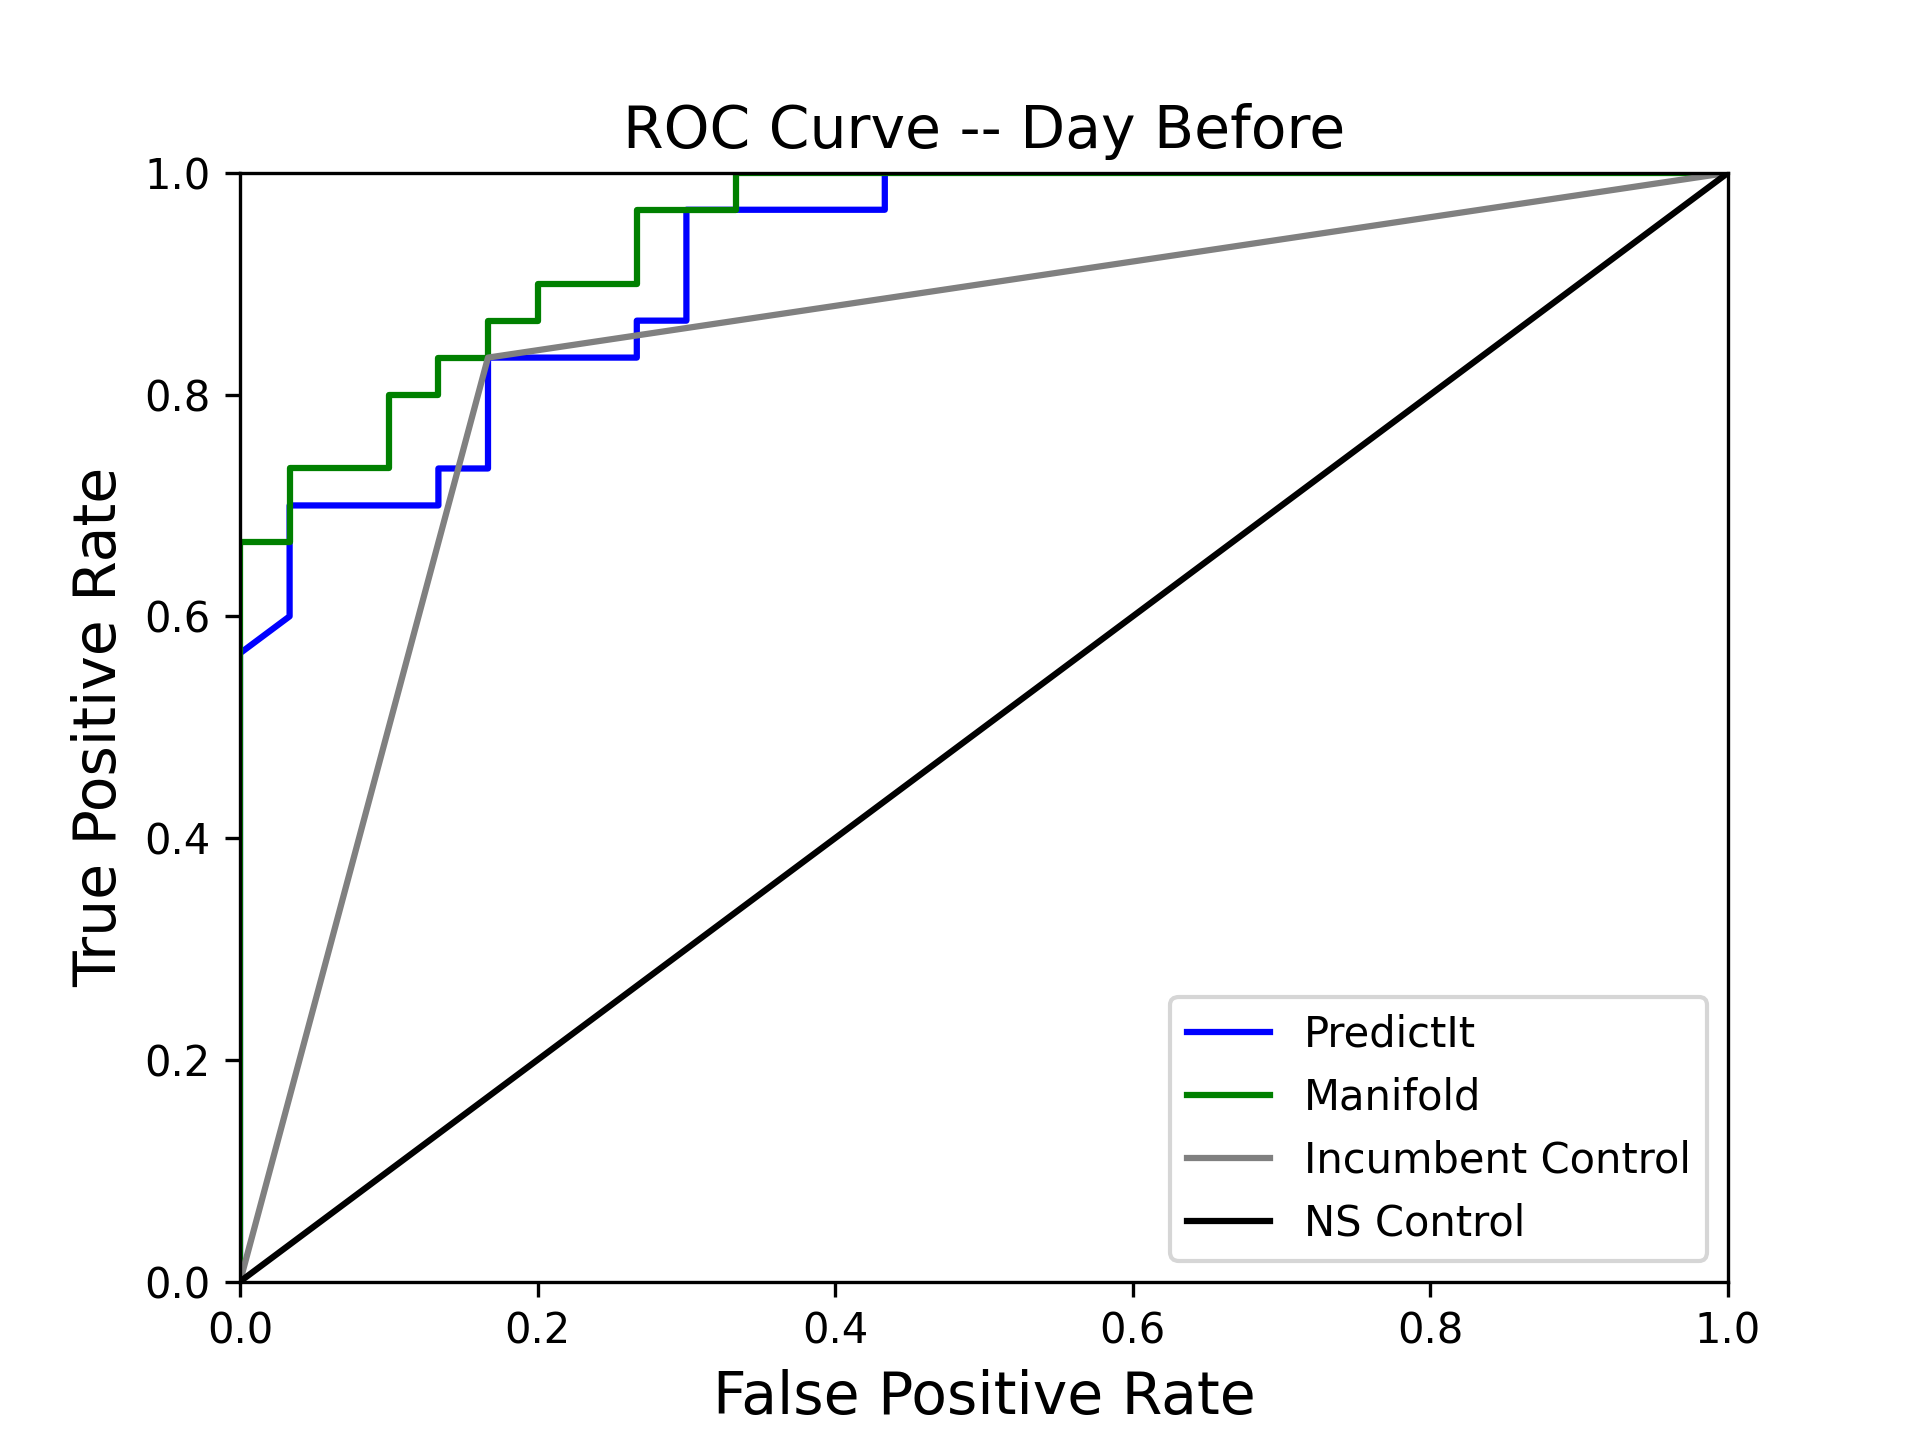 ROC Curve -- Day Before
True Positive Rate
1.0
0.8
0.6
0.4
0.2
0.0
0.0 0.2 0.4 0.6 0.8 1.0
False Positive Rate
PredictIt
Manifold
Incumbent Control
NS Control